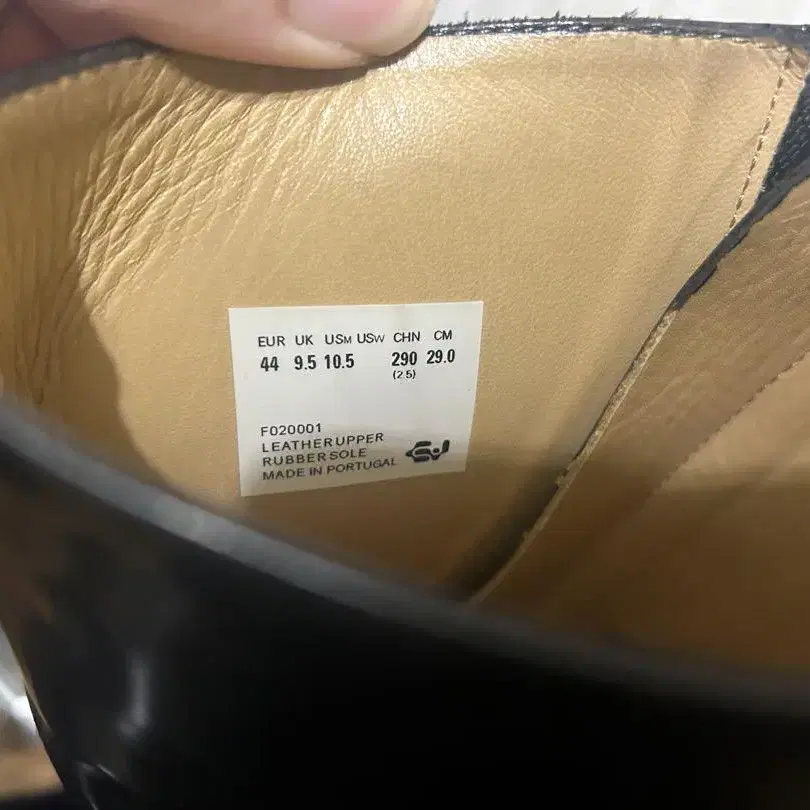 EUR UK USM USW CHN CM
44 9.5 10.5 290 29.0
(2.5)
F020001
LEATHER UPPER
RUBBER SOLE
MADE IN PORTUGAL